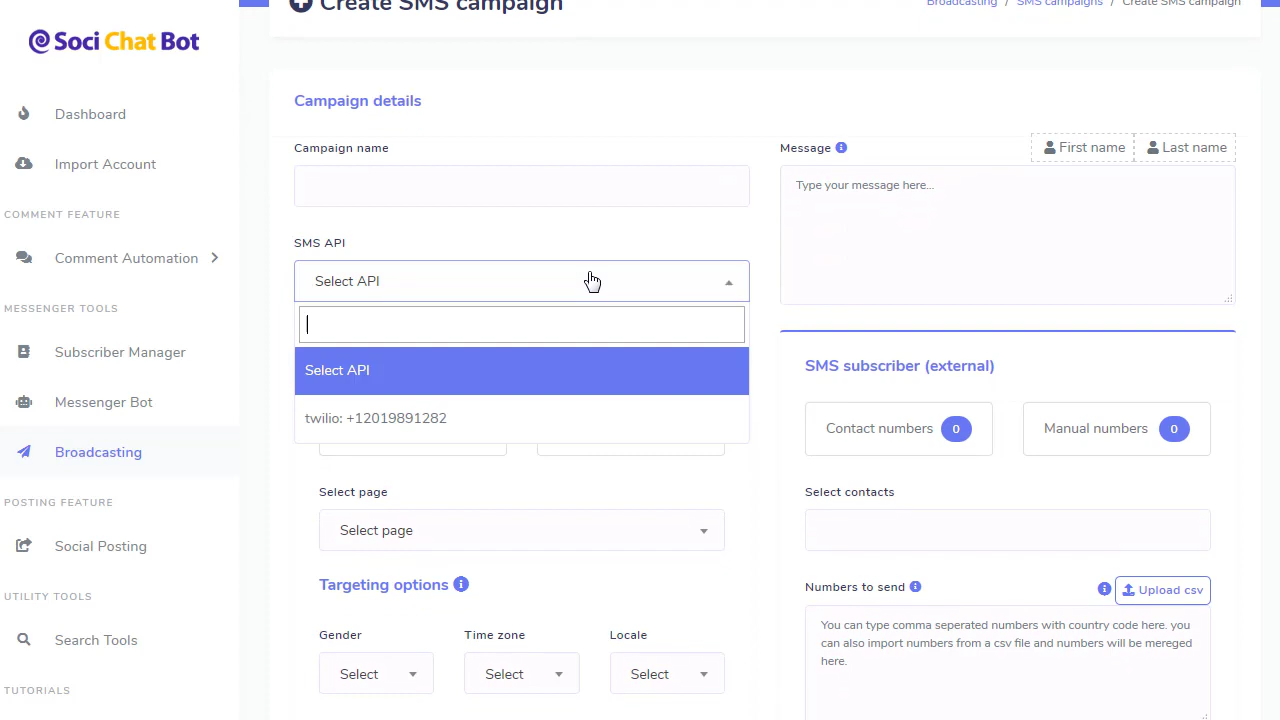 Create SMS campaign
Broadcasting / SMS campaigns / Create SMS campaign
Soci Chat Bot
Dashboard
Import Account
COMMENT FEATURE
Comment Automation
MESSENGER TOOLS
Subscriber Manager
Messenger Bot
Broadcasting
POSTING FEATURE
Social Posting
UTILITY TOOLS
Search Tools
TUTORIALS
Campaign details
Campaign name
SMS API
Select API
Select API
twilio: +12019891282
Select page
Select page
Targeting options
Gender Time zone Locale
Select Select Select
Message
First name Last name
Type your message here...
SMS subscriber (external)
Contact numbers 0
Manual numbers 0
Select contacts
Numbers to send
Upload csv
You can type comma seperated numbers with country code here. you
can also import numbers from a csv file and numbers will be mereged
here.